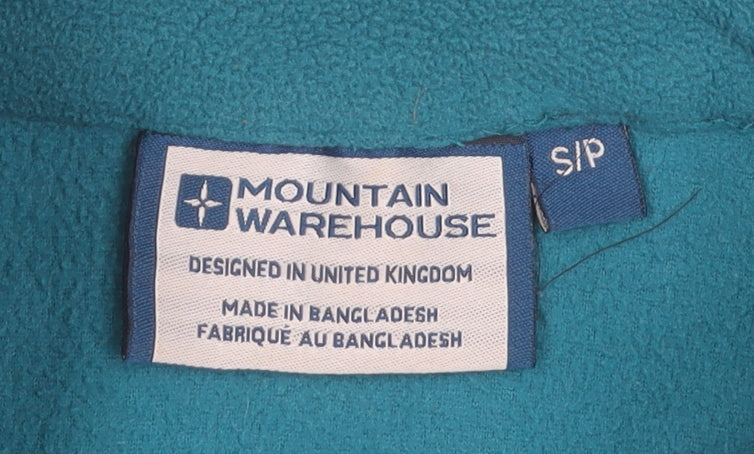 MOUNTAIN
WAREHOUSE
DESIGNED IN UNITED KINGDOM
MADE IN BANGLADESH
FABRIQUÉ AU BANGLADESH
S/P